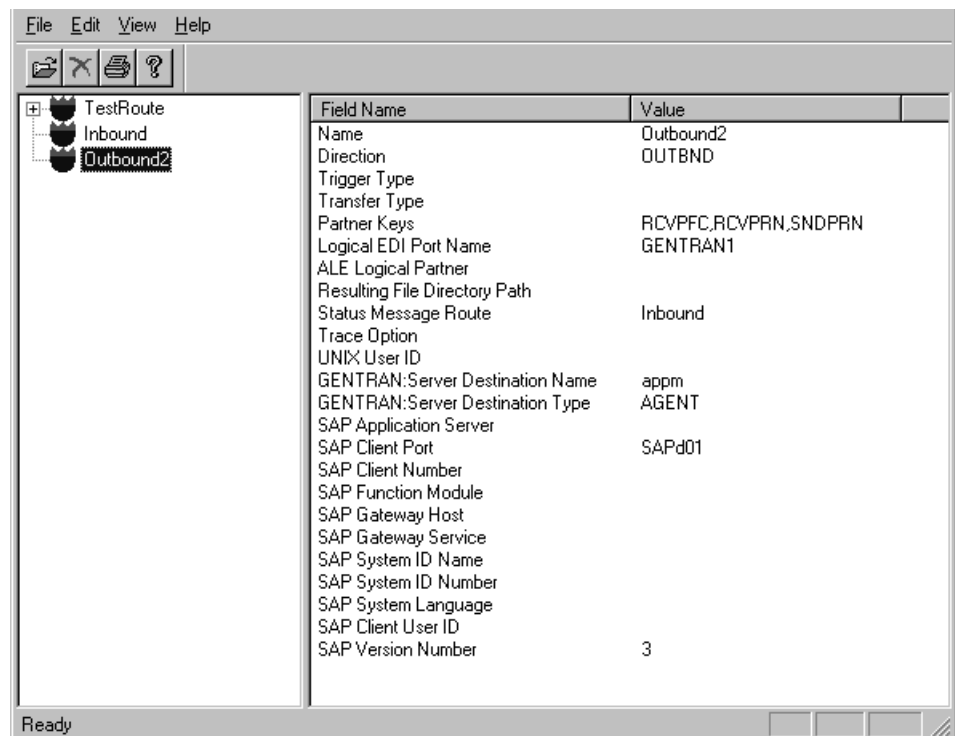 File Edit View Help
TestRoute
Inbound
Outbound2
Field Name Value
Name Outbound2
Direction OUTBND
Trigger Type
Transfer Type
Partner Keys RCVPFC,RCVPRN,SNDPRN
Logical EDI Port Name GENTRAN1
ALE Logical Partner
Resulting File Directory Path
Status Message Route Inbound
Trace Option
UNIX User ID
GENTRAN:Server Destination Name appm
GENTRAN:Server Destination Type AGENT
SAP Application Server
SAP Client Port SAPd01
SAP Client Number
SAP Function Module
SAP Gateway Host
SAP Gateway Service
SAP System ID Name
SAP System ID Number
SAP System Language
SAP Client User ID
SAP Version Number 3
Ready